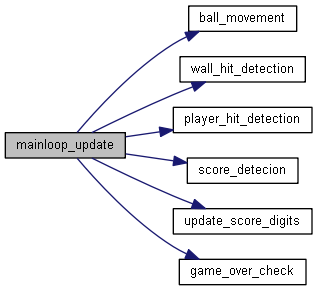 ball_movement
wall_hit_detection
player_hit_detection
mainloop_update
score_detecion
update_score_digits
game_over_check